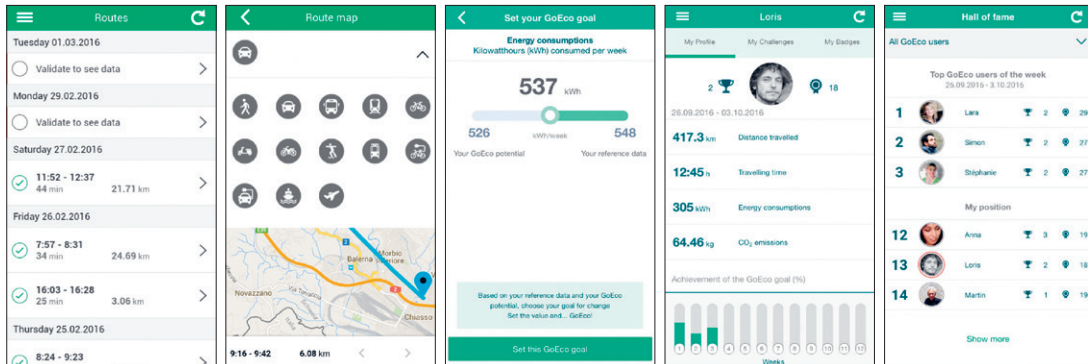 Routes
Tuesday 01.03.2016
Validate to see data
Monday 29.02.2016
Validate to see data
Saturday 27.02.2016
11:52 - 12:37
44 min 21.71 km
Friday 26.02.2016
7:57 - 8:31
34 min 24.69 km
16:03 - 16:28
25 min 3.06 km
Thursday 25.02.2016
8:24 - 9:23
Route map
Morbio
Balerna Inferiore
Novazzano
Chiasso
9:16 - 9:42 6.08 km
Set your GoEco goal
Energy consumptions
Kilowatthours (kWh) consumed per week
537 kWh
526 kWh/week 548
Your GoEco potential Your reference data
Based on your reference data and your GoEco
potential, choose your goal for change
Set the value and... GoEco!
Set this GoEco goal
Loris
My Profile My Challenges My Badges
2 18
26.09.2016 - 03.10.2016
417.3 km Distance travelled
12:45 h Travelling time
305 kWh Energy consumptions
64.46 kg CO₂ emissions
Achievement of the GoEco goal (%)
1 2 3 4 5 6 7 8 9 10 11 12
Weeks
Hall of fame
All GoEco users
Top GoEco users of the week
26.09.2016 - 3.10.2016
1 Lara 2 29
2 Simon 2 27
3 Stéphanie 2 27
My position
12 Anna 3 19
13 Loris 2 18
14 Martin 1 19
Show more